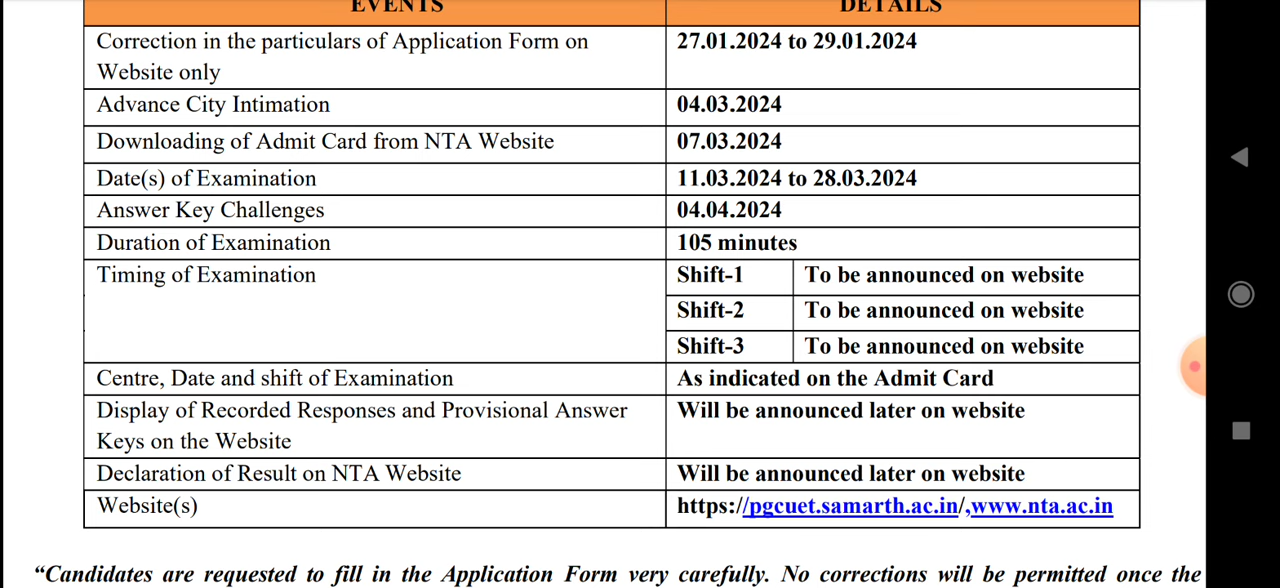 EVENTS DETAILS
Correction in the particulars of Application Form on 27.01.2024 to 29.01.2024
Website only
Advance City Intimation 04.03.2024
Downloading of Admit Card from NTA Website 07.03.2024
Date(s) of Examination 11.03.2024 to 28.03.2024
Answer Key Challenges 04.04.2024
Duration of Examination 105 minutes
Timing of Examination Shift-1 To be announced on website
Shift-2 To be announced on website
Shift-3 To be announced on website
Centre, Date and shift of Examination As indicated on the Admit Card
Display of Recorded Responses and Provisional Answer Will be announced later on website
Keys on the Website
Declaration of Result on NTA Website Will be announced later on website
Website(s) https://pgcuet.samarth.ac.in/,www.nta.ac.in
“Candidates are requested to fill in the Application Form very carefully. No corrections will be permitted once the